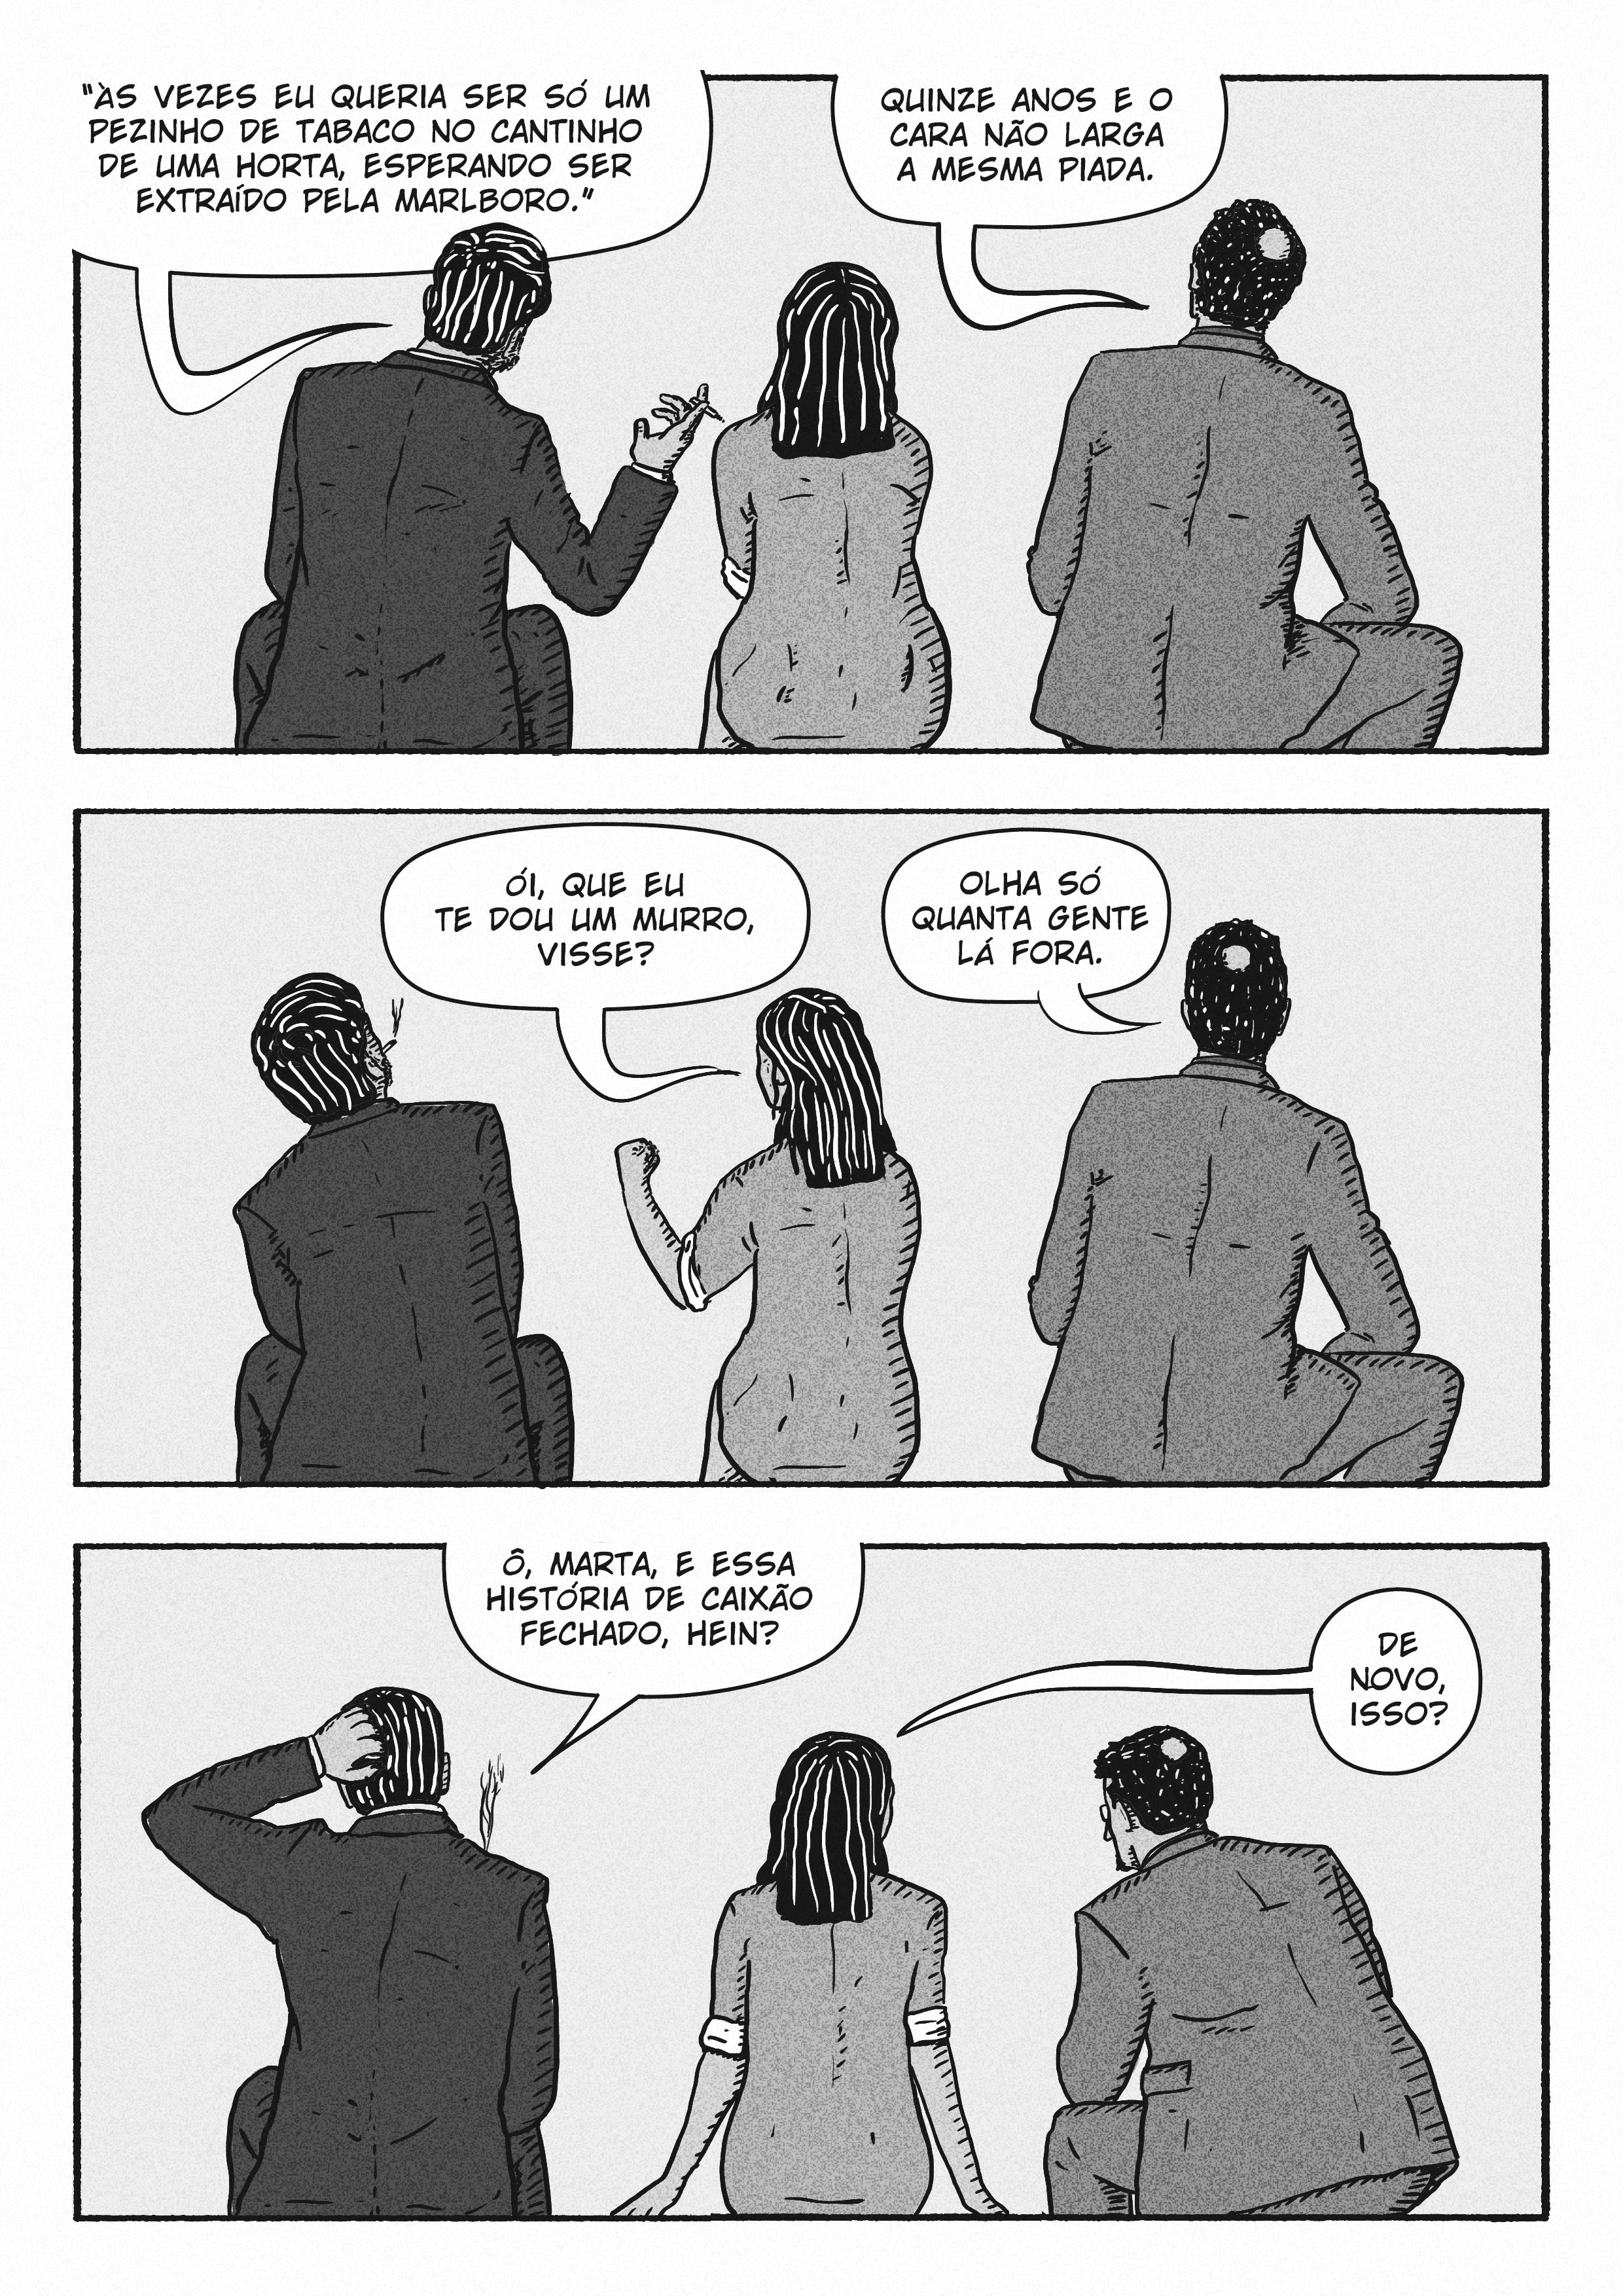 "ÀS VEZES EU QUERIA SER SÓ UM
PEZINHO DE TABACO NO CANTINHO
DE UMA HORTA, ESPERANDO SER
EXTRAÍDO PELA MARLBORO."
QUINZE ANOS E O
CARA NÃO LARGA
A MESMA PIADA.
ÓI, QUE EU
TE DOU UM MURRO,
VISSE?
OLHA SÓ
QUANTA GENTE
LÁ FORA.
Ô, MARTA, E ESSA
HISTÓRIA DE CAIXÃO
FECHADO, HEIN?
DE
NOVO,
ISSO?